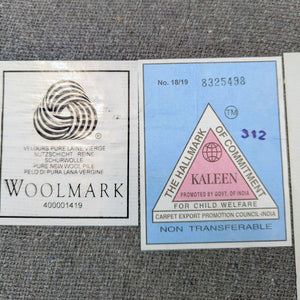 ®
VELOURS PURE LAINE VIERGE
NUTZSCHICHT REINE
SCHURWOLLE
PURE NEW WOOL PILE
PELO DI PURA LANA VERGINE
WOOLMARK
400001419
No. 18/19 8325498
TM
312
THE HALLMARK
OF COMMITMENT
KALEEN
PROMOTED BY GOVT. OF INDIA
FOR CHILD WELFARE
CARPET EXPORT PROMOTION COUNCIL-INDIA
NON TRANSFERABLE